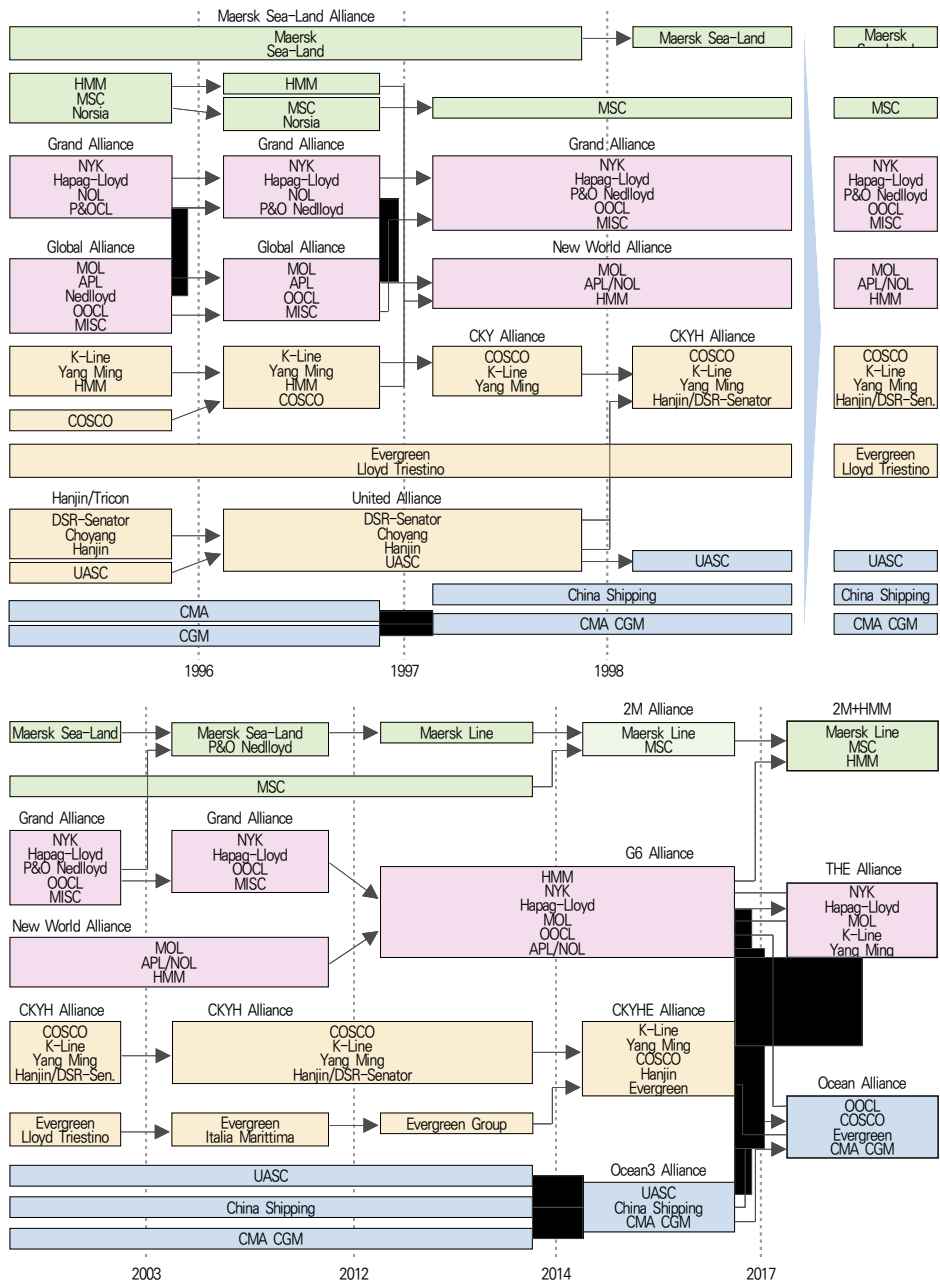 Maersk Sea-Land Alliance
Maersk
Sea-Land
Maersk Sea-Land
Maersk
HMM
MSC
Norsia
HMM
MSC
Norsia
MSC
MSC
Grand Alliance
NYK
Hapag-Lloyd
NOL
P&OCL
Grand Alliance
NYK
Hapag-Lloyd
NOL
P&O Nedlloyd
Grand Alliance
NYK
Hapag-Lloyd
P&O Nedlloyd
OOCL
MISC
NYK
Hapag-Lloyd
P&O Nedlloyd
OOCL
MISC
Global Alliance
MOL
APL
Nedlloyd
OOCL
MISC
Global Alliance
MOL
APL
OOCL
MISC
New World Alliance
MOL
APL/NOL
HMM
MOL
APL/NOL
HMM
K-Line
Yang Ming
HMM
COSCO
K-Line
Yang Ming
HMM
COSCO
CKY Alliance
COSCO
K-Line
Yang Ming
CKYH Alliance
COSCO
K-Line
Yang Ming
Hanjin/DSR-Senator
COSCO
K-Line
Yang Ming
Hanjin/DSR-Sen.
Evergreen
Lloyd Triestino
Evergreen
Lloyd Triestino
Hanjin/Tricon
DSR-Senator
Choyang
Hanjin
UASC
United Alliance
DSR-Senator
Choyang
Hanjin
UASC
UASC
UASC
China Shipping
China Shipping
CMA
CGM
CMA CGM
CMA CGM
1996
1997
1998
Maersk Sea-Land
Maersk Sea-Land
P&O Nedlloyd
Maersk Line
2M Alliance
Maersk Line
MSC
2M+HMM
Maersk Line
MSC
HMM
MSC
Grand Alliance
NYK
Hapag-Lloyd
P&O Nedlloyd
OOCL
MISC
Grand Alliance
NYK
Hapag-Lloyd
OOCL
MISC
G6 Alliance
HMM
NYK
Hapag-Lloyd
MOL
OOCL
APL/NOL
THE Alliance
NYK
Hapag-Lloyd
MOL
K-Line
Yang Ming
New World Alliance
MOL
APL/NOL
HMM
CKYH Alliance
COSCO
K-Line
Yang Ming
Hanjin/DSR-Sen.
CKYH Alliance
COSCO
K-Line
Yang Ming
Hanjin/DSR-Senator
CKYHE Alliance
K-Line
Yang Ming
COSCO
Hanjin
Evergreen
Evergreen
Lloyd Triestino
Evergreen
Italia Marittima
Evergreen Group
Ocean Alliance
OOCL
COSCO
Evergreen
CMA CGM
UASC
China Shipping
CMA CGM
Ocean3 Alliance
UASC
China Shipping
CMA CGM
2003
2012
2014
2017